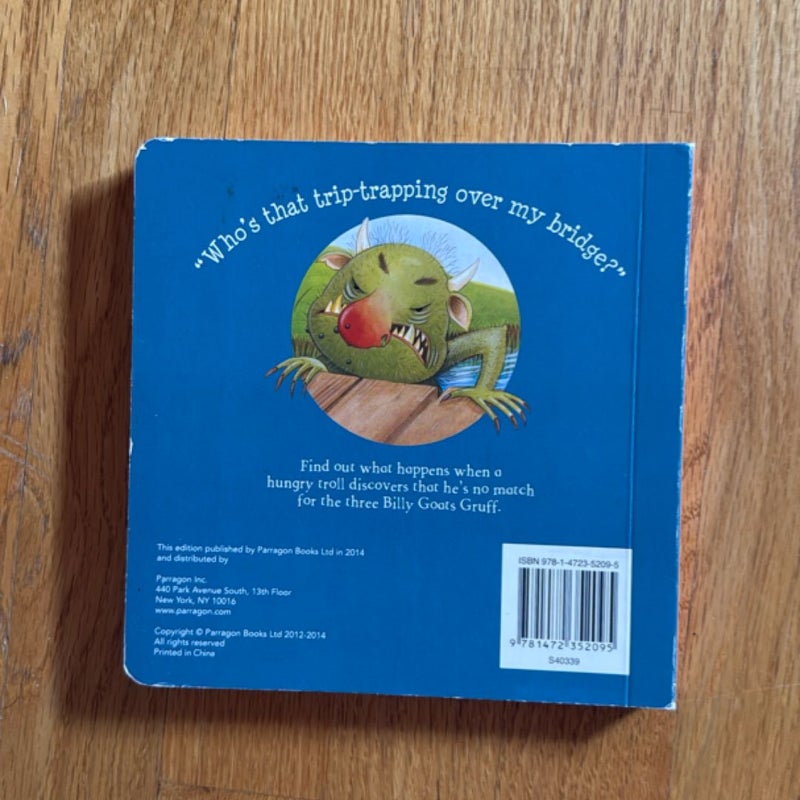 "Who's that trip-trapping over my bridge?"
Find out what happens when a
hungry troll discovers that he's no match
for the three Billy Goats Gruff.
This edition published by Parragon Books Ltd in 2014
and distributed by
Parragon Inc.
440 Park Avenue South, 13th Floor
New York, NY 10016
www.parragon.com
Copyright © Parragon Books Ltd 2012-2014
All rights reserved
Printed in China
ISBN 978-1-4723-5209-5
9 781472 352095
S40339